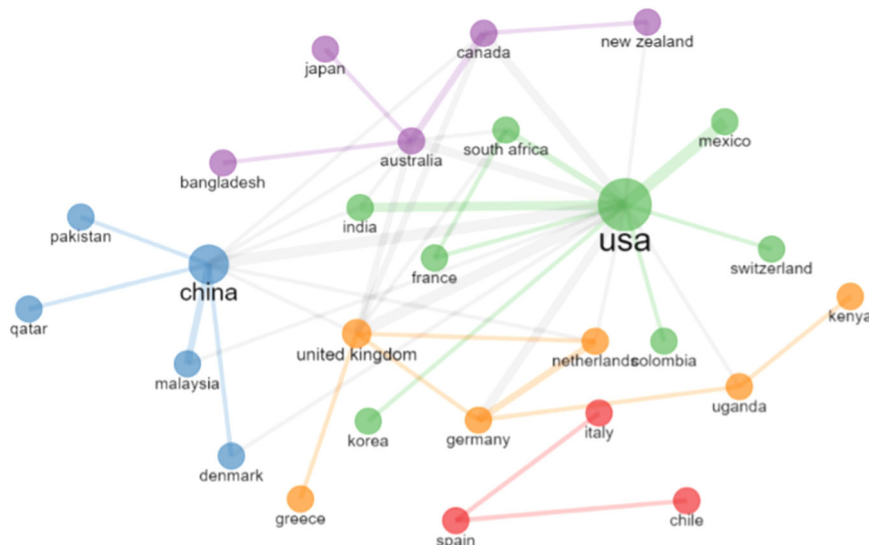 new zealand
canada
japan
mexico
south africa
australia
bangladesh
india
pakistan
usa
switzerland
france
china
kenya
qatar
united kingdom
netherlands
colombia
malaysia
uganda
korea
germany
italy
denmark
greece
chile
spain